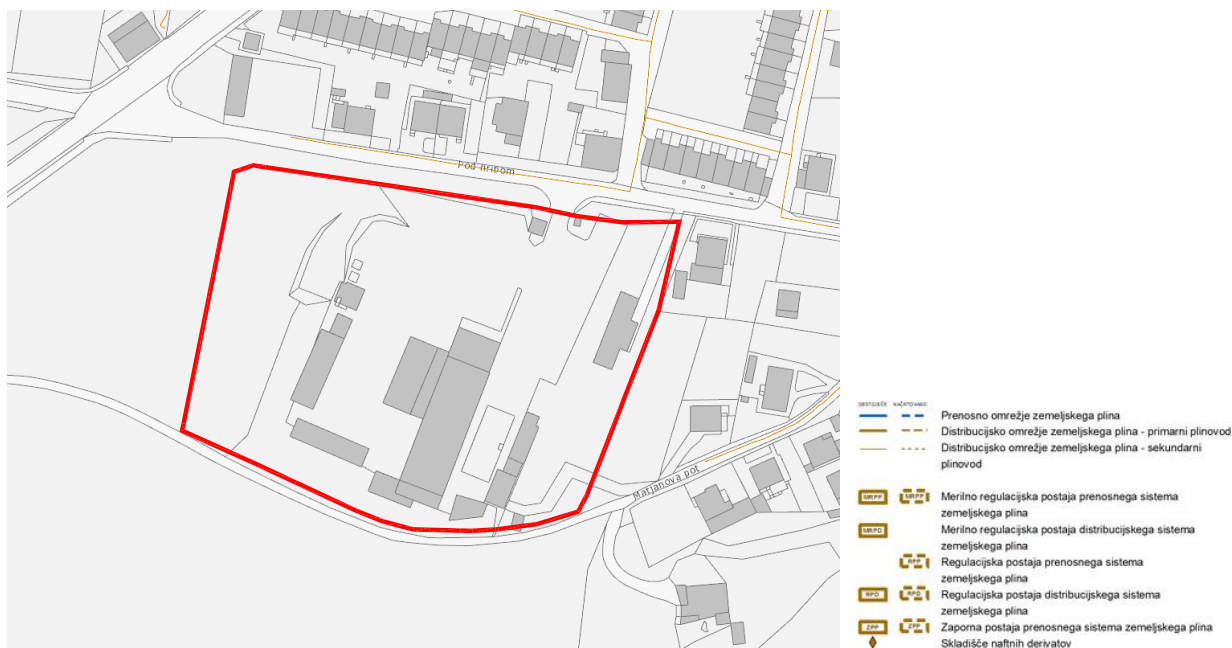 Pod hribom
Marjanova pot
OBSTOJEČE NAČRTOVANO
Prenosno omrežje zemeljskega plina
Distribucijsko omrežje zemeljskega plina - primarni plinovod
Distribucijsko omrežje zemeljskega plina - sekundarni
plinovod
MRPP MRPP Merilno regulacijska postaja prenosnega sistema
zemeljskega plina
MRPD Merilno regulacijska postaja distribucijskega sistema
zemeljskega plina
RPP Regulacijska postaja prenosnega sistema
zemeljskega plina
RPD RPD Regulacijska postaja distribucijskega sistema
zemeljskega plina
ZPP ZPP Zaporna postaja prenosnega sistema zemeljskega plina
Skladišče naftnih derivatov